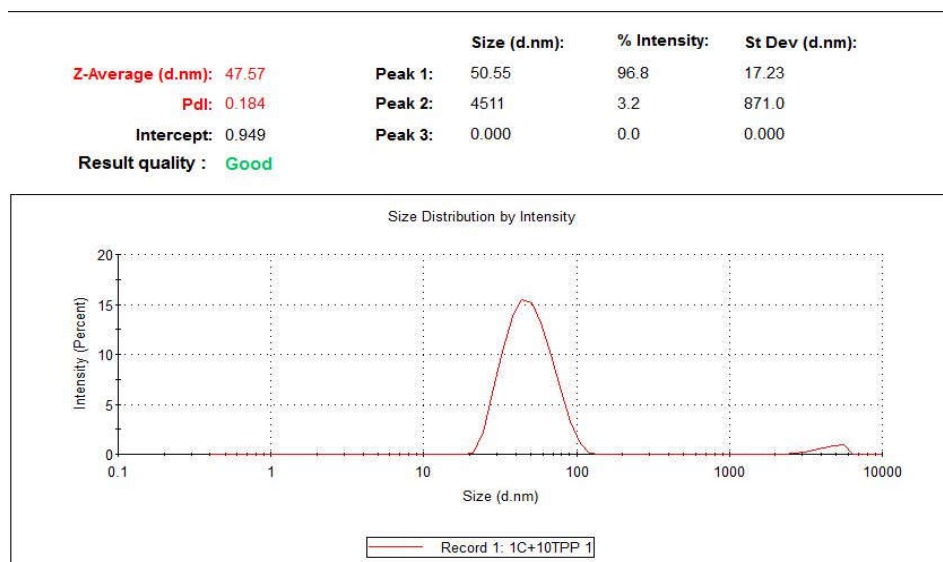 Size (d.nm): % Intensity: St Dev (d.nm):
Z-Average (d.nm): 47.57 Peak 1: 50.55 96.8 17.23
PdI: 0.184 Peak 2: 4511 3.2 871.0
Intercept: 0.949 Peak 3: 0.000 0.0 0.000
Result quality : Good
Size Distribution by Intensity
20
15
10
5
0
Intensity (Percent)
0.1 1 10 100 1000 10000
Size (d.nm)
Record 1: 1C+10TPP 1